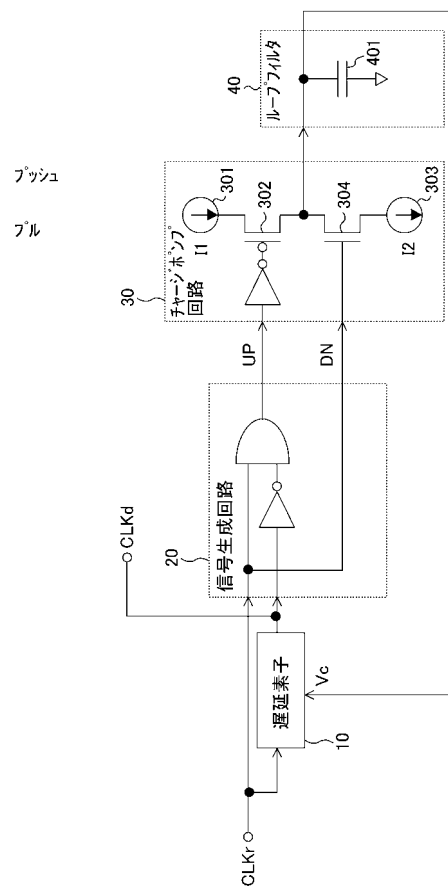 プッシュ
プル
30
チャージポンプ
回路
301
I1
302
304
303
I2
40
ループフィルタ
401
UP
DN
20
信号生成回路
CLKd
遅延素子
10
Vc
CLKr